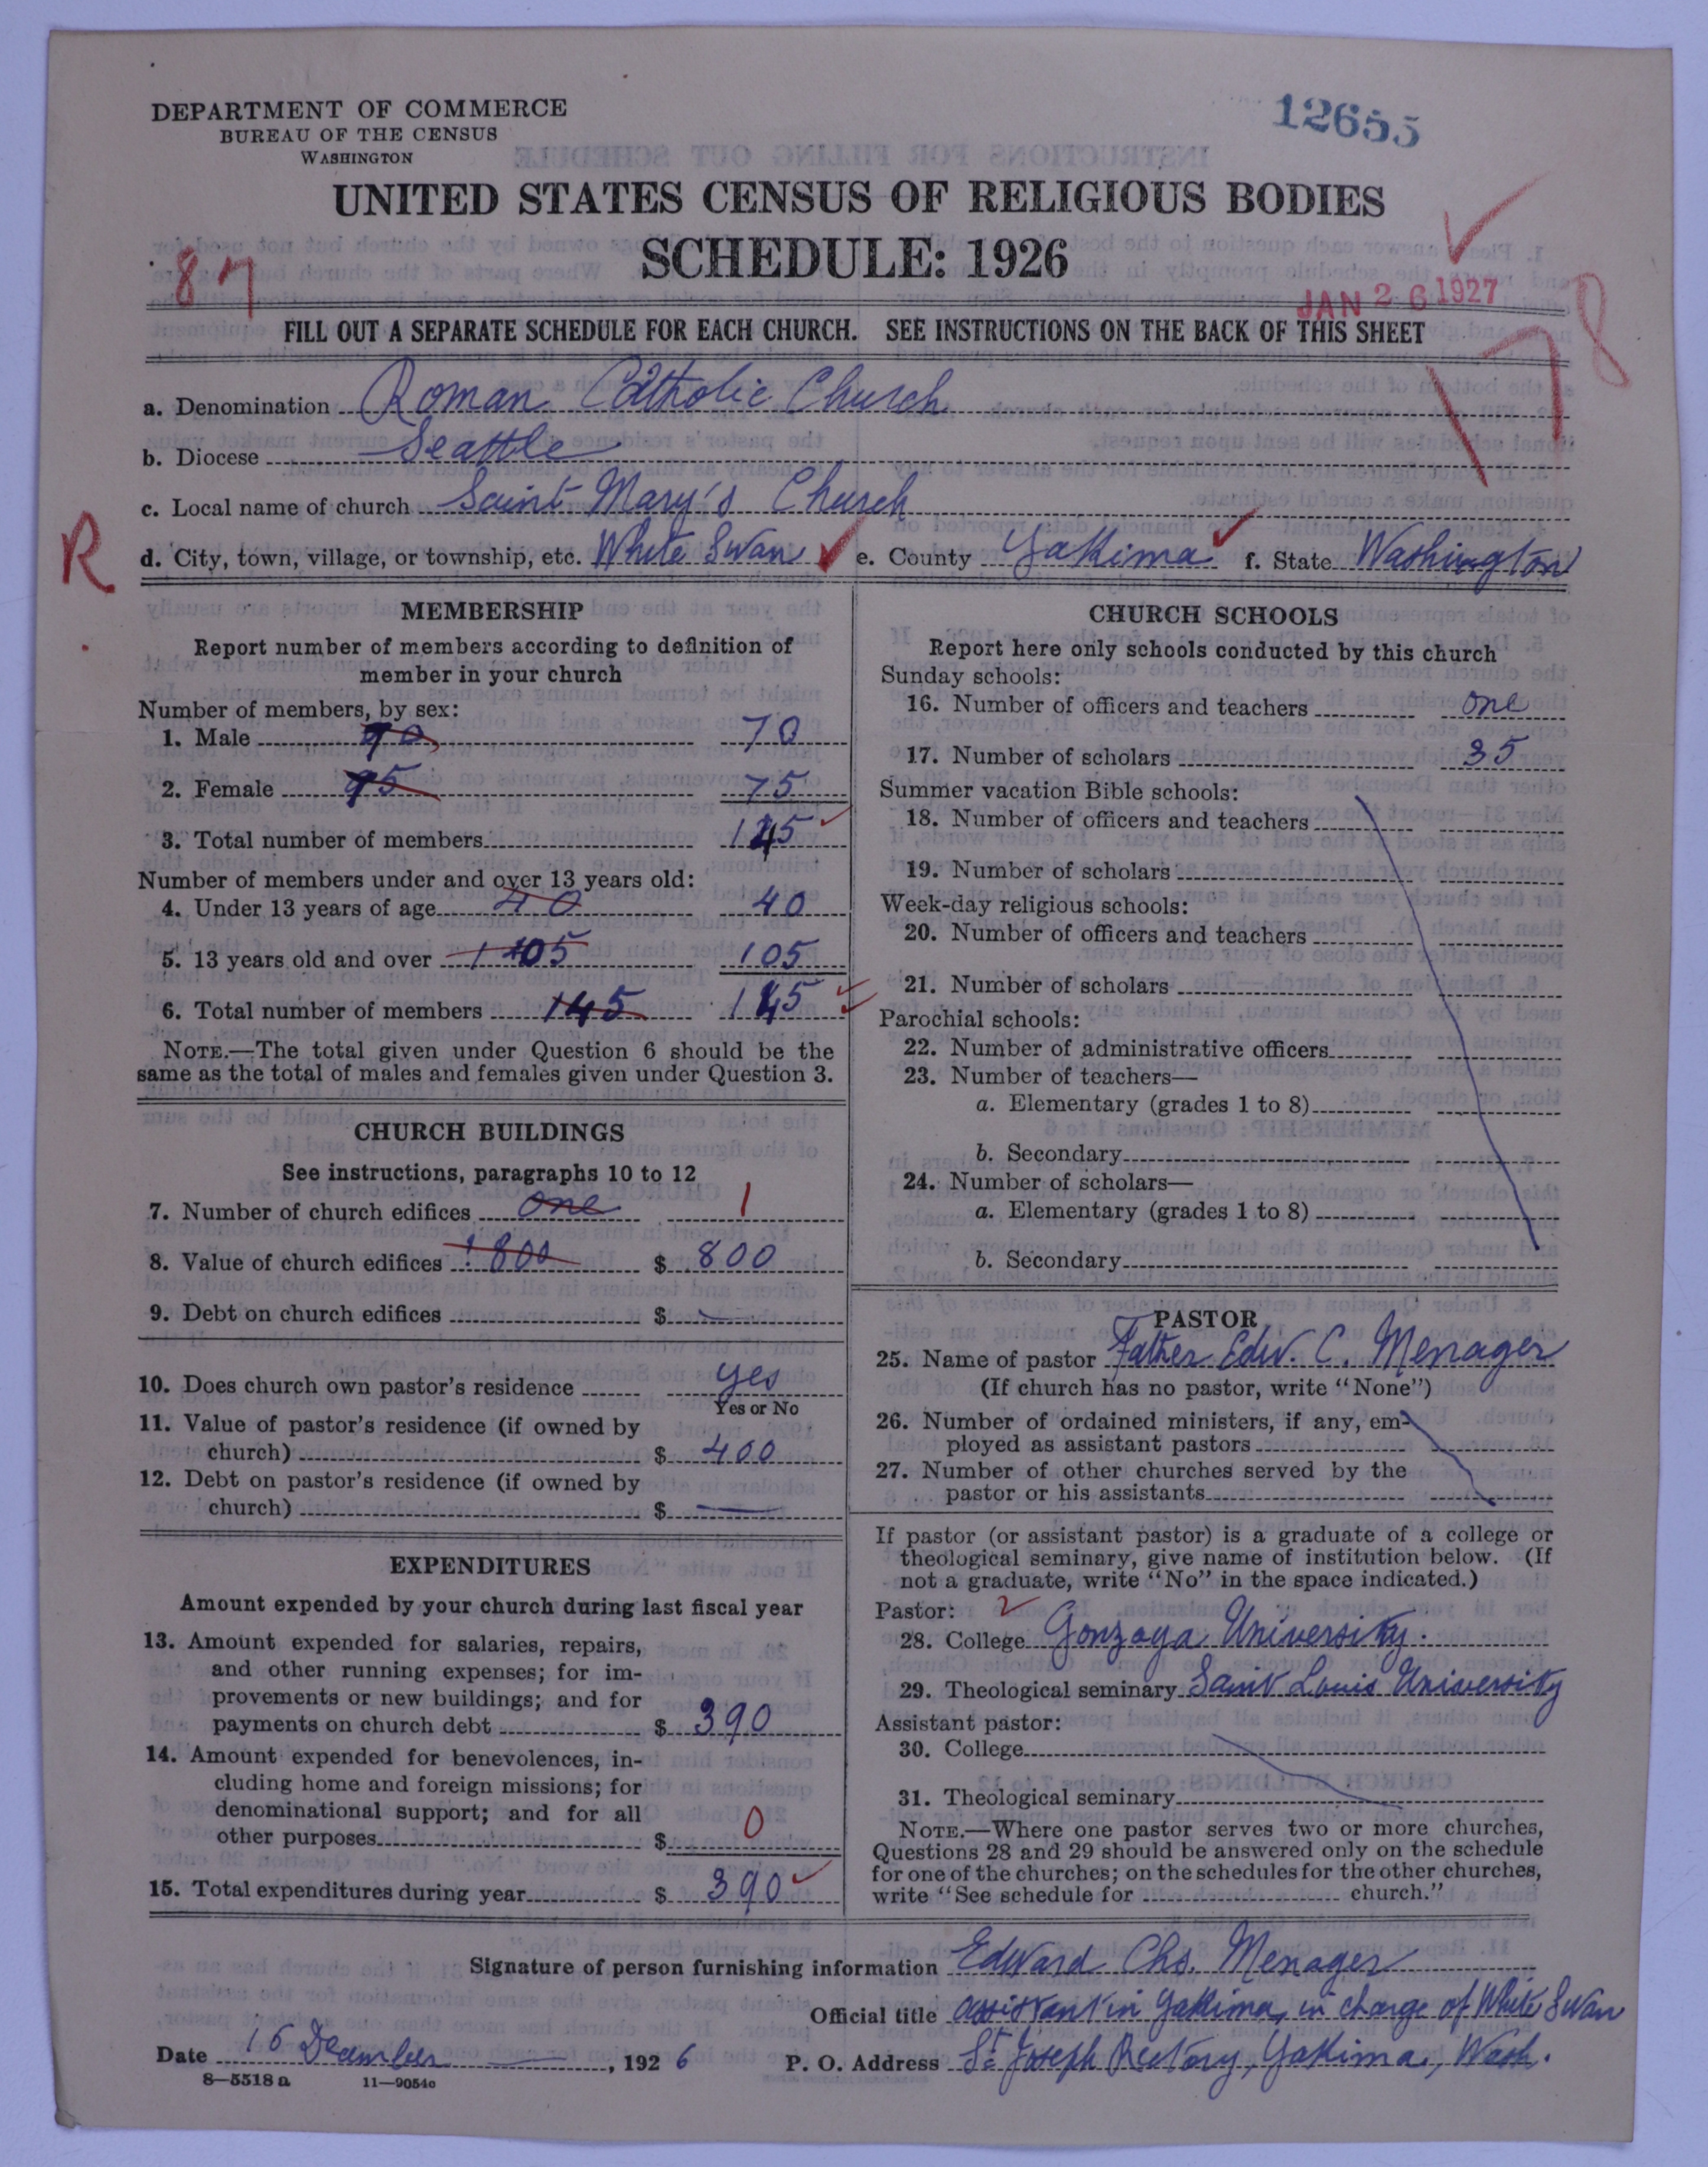 DEPARTMENT OF COMMERCE
BUREAU OF THE CENSUS
WASHINGTON
12655
UNITED STATES CENSUS OF RELIGIOUS BODIES
SCHEDULE: 1926
87
JAN 26 1927
178
FILL OUT A SEPARATE SCHEDULE FOR EACH CHURCH. SEE INSTRUCTIONS ON THE BACK OF THIS SHEET
a. Denomination Roman Catholic Church
b. Diocese Seattle
c. Local name of church Saint Mary's Church
R
d. City, town, village, or township, etc. White Swan e. County Yakima f. State Washington
MEMBERSHIP
Report number of members according to definition of
member in your church
Number of members, by sex:
1. Male 70 70
2. Female 75 75
3. Total number of members 145
Number of members under and over 13 years old:
4. Under 13 years of age 40 40
5. 13 years old and over 105 105
6. Total number of members 145 145
NOTE.—The total given under Question 6 should be the
same as the total of males and females given under Question 3.
CHURCH BUILDINGS
See instructions, paragraphs 10 to 12
7. Number of church edifices one 1
8. Value of church edifices 800 $ 800
9. Debt on church edifices $ —
10. Does church own pastor's residence yes
Yes or No
11. Value of pastor's residence (if owned by
church) $ 400
12. Debt on pastor's residence (if owned by
church) $ —
EXPENDITURES
Amount expended by your church during last fiscal year
13. Amount expended for salaries, repairs,
and other running expenses; for im-
provements or new buildings; and for
payments on church debt $ 390
14. Amount expended for benevolences, in-
cluding home and foreign missions; for
denominational support; and for all
other purposes $ 0
15. Total expenditures during year $ 390
CHURCH SCHOOLS
Report here only schools conducted by this church
Sunday schools:
16. Number of officers and teachers one
17. Number of scholars 35
Summer vacation Bible schools:
18. Number of officers and teachers
19. Number of scholars
Week-day religious schools:
20. Number of officers and teachers
21. Number of scholars
Parochial schools:
22. Number of administrative officers
23. Number of teachers—
a. Elementary (grades 1 to 8)
b. Secondary
24. Number of scholars—
a. Elementary (grades 1 to 8)
b. Secondary
PASTOR
25. Name of pastor Father Edw. C. Menager
(If church has no pastor, write "None")
26. Number of ordained ministers, if any, em-
ployed as assistant pastors
27. Number of other churches served by the
pastor or his assistants
If pastor (or assistant pastor) is a graduate of a college or
theological seminary, give name of institution below. (If
not a graduate, write "No" in the space indicated.)
Pastor: 2
28. College Gonzaga University.
29. Theological seminary Saint Louis University
Assistant pastor:
30. College
31. Theological seminary
NOTE.—Where one pastor serves two or more churches,
Questions 28 and 29 should be answered only on the schedule
for one of the churches; on the schedules for the other churches,
write "See schedule for church."
Signature of person furnishing information Edward Chs. Menager
Official title assistant in Yakima, in charge of White Swan
Date 15 December — , 1926 P. O. Address St. Joseph Rectory, Yakima, Wash.
8—5518 a 11—9054c